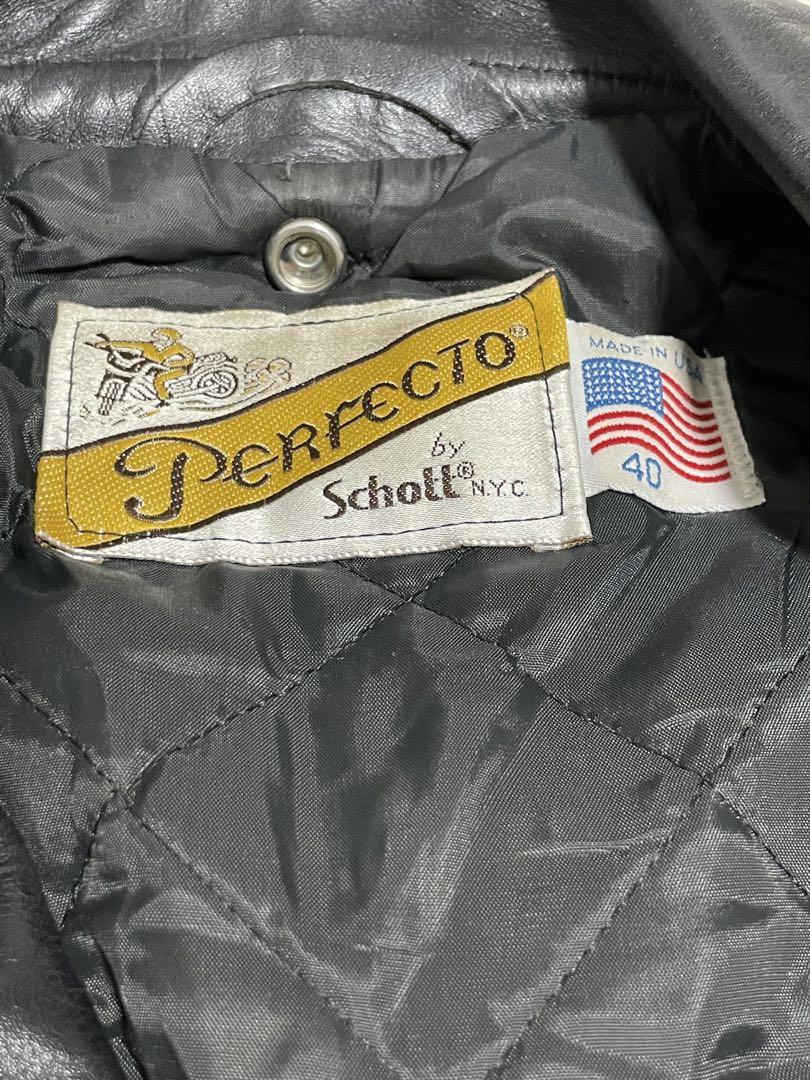 PERFECTO®
by
Schott® N.Y.C.
MADE IN USA
40